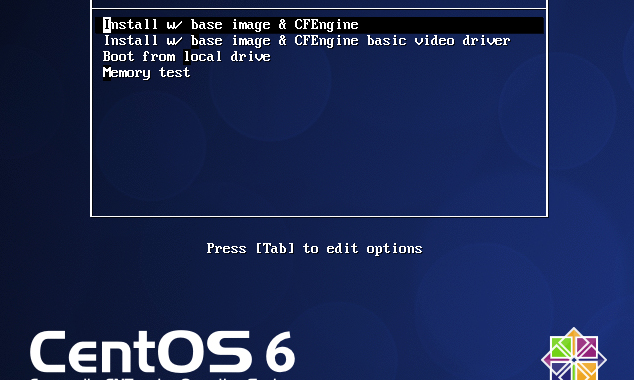 Install w/ base image & CFEngine
Install w/ base image & CFEngine basic video driver
Boot from local drive
Memory test
Press [Tab] to edit options
CentOS 6